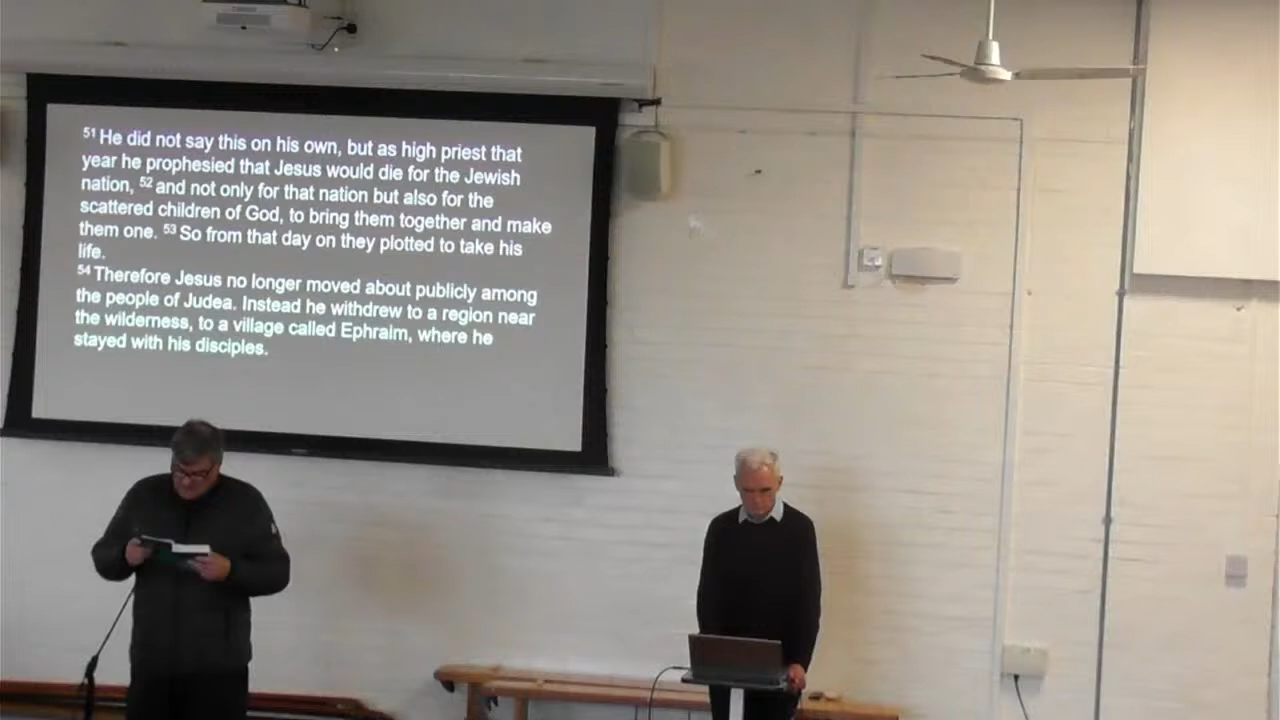 51 He did not say this on his own, but as high priest that
year he prophesied that Jesus would die for the Jewish
nation, 52 and not only for that nation but also for the
scattered children of God, to bring them together and make
them one. 53 So from that day on they plotted to take his
life.
54 Therefore Jesus no longer moved about publicly among
the people of Judea. Instead he withdrew to a region near
the wilderness, to a village called Ephraim, where he
stayed with his disciples.